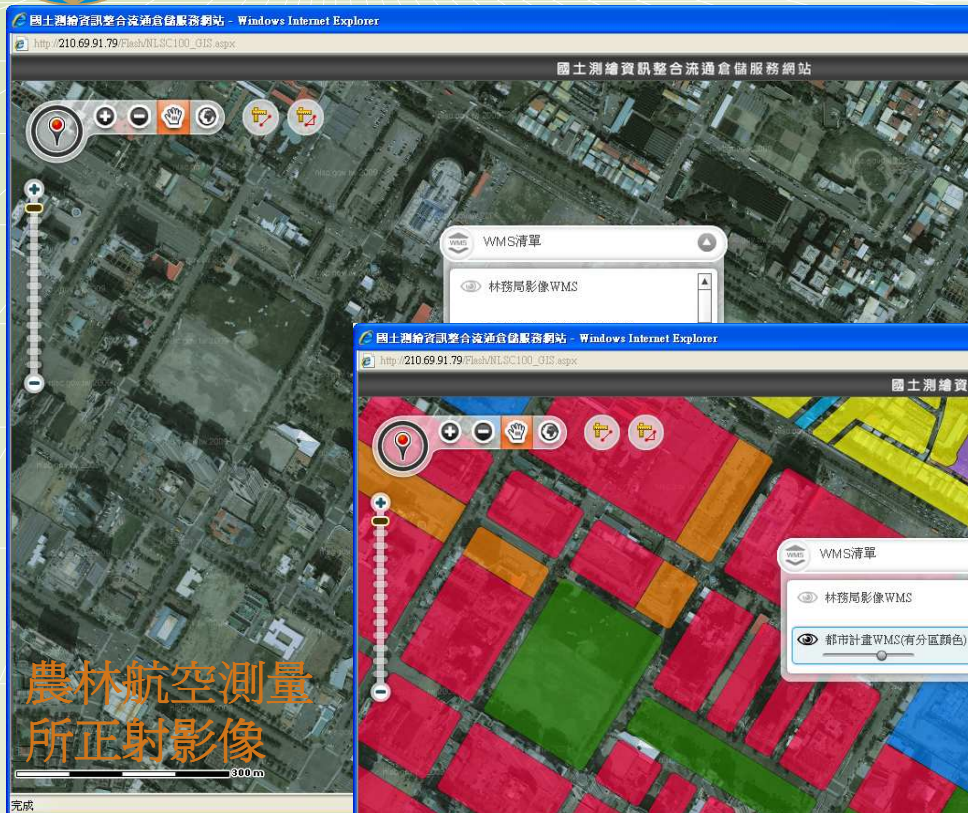 國土測繪資訊整合流通倉儲服務網站 - Windows Internet Explorer
http://210.69.91.79/Flash/NLSC100_GIS.aspx
國土測繪資訊整合流通倉儲服務網站
WMS
WMS清單
林務局影像WMS
國土測繪資訊整合流通倉儲服務網站 - Windows Internet Explorer
http://210.69.91.79/Flash/NLSC100_GIS.aspx
國土測繪資
WMS
WMS清單
林務局影像WMS
都市計畫WMS(有分區顏色)
農林航空測量
所正射影像
300 m
完成